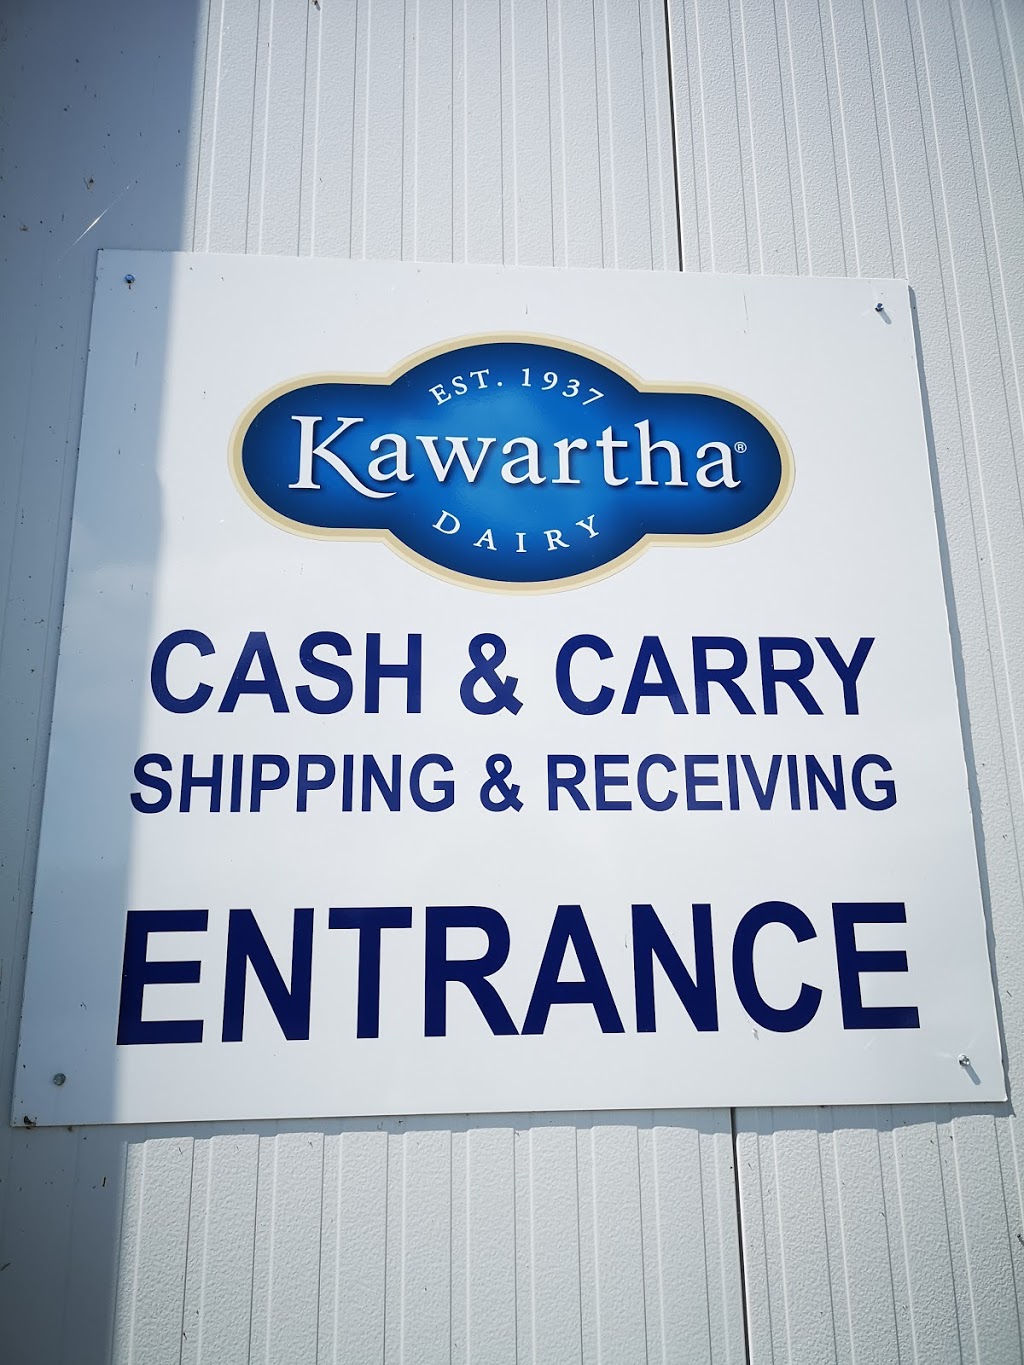 EST. 1937
Kawartha®
DAIRY
CASH & CARRY
SHIPPING & RECEIVING
ENTRANCE